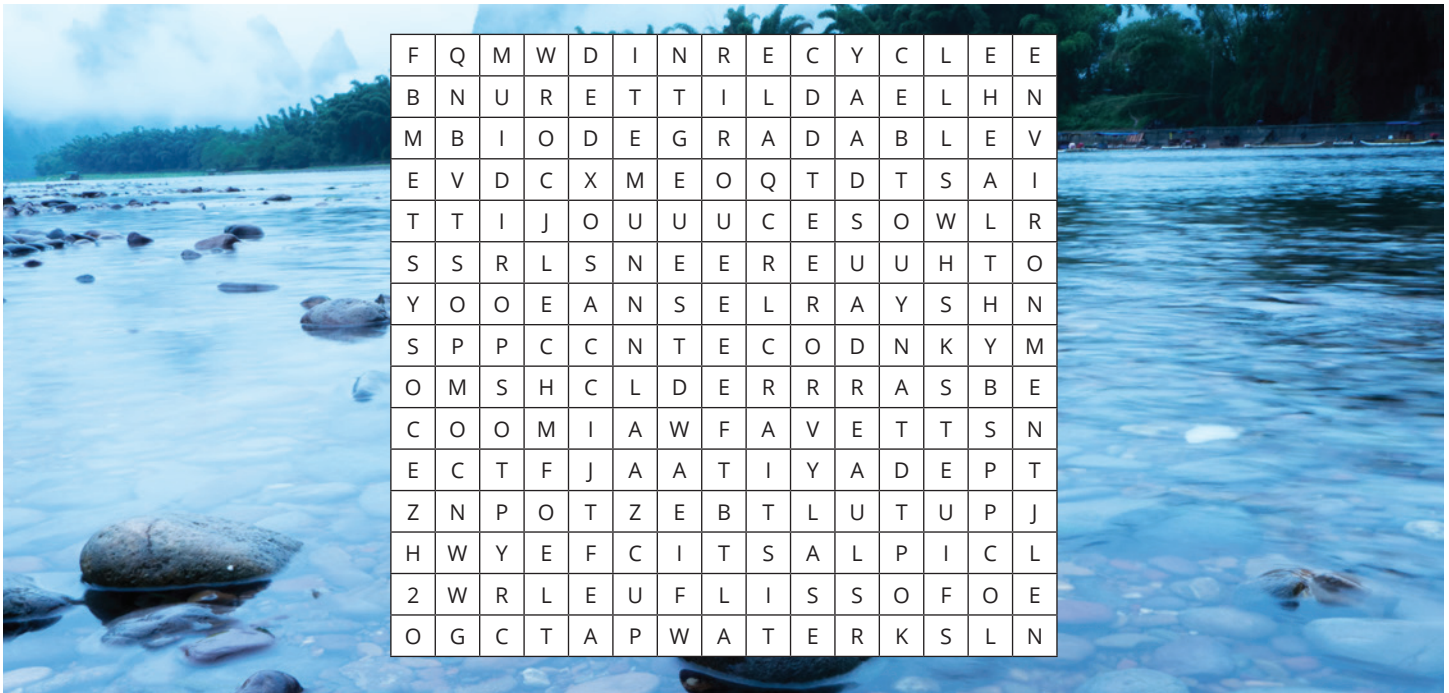 F Q M W D I N R E C Y C L E E
B N U R E T T I L D A E L H N
M B I O D E G R A D A B L E V
E V D C X M E O Q T D T S A I
T T I J O U U U C E S O W L R
S S R L S N E E R E U U H T O
Y O O E A N S E L R A Y S H N
S P P C C N T E C O D N K Y M
O M S H C L D E R R R A S B E
C O O M I A W F A V E T T S N
E C T F J A A T I Y A D E P T
Z N P O T Z E B T L U T U P J
H W Y E F C I T S A L P I C L
2 W R L E U F L I S S O F O E
O G C T A P W A T E R K S L N